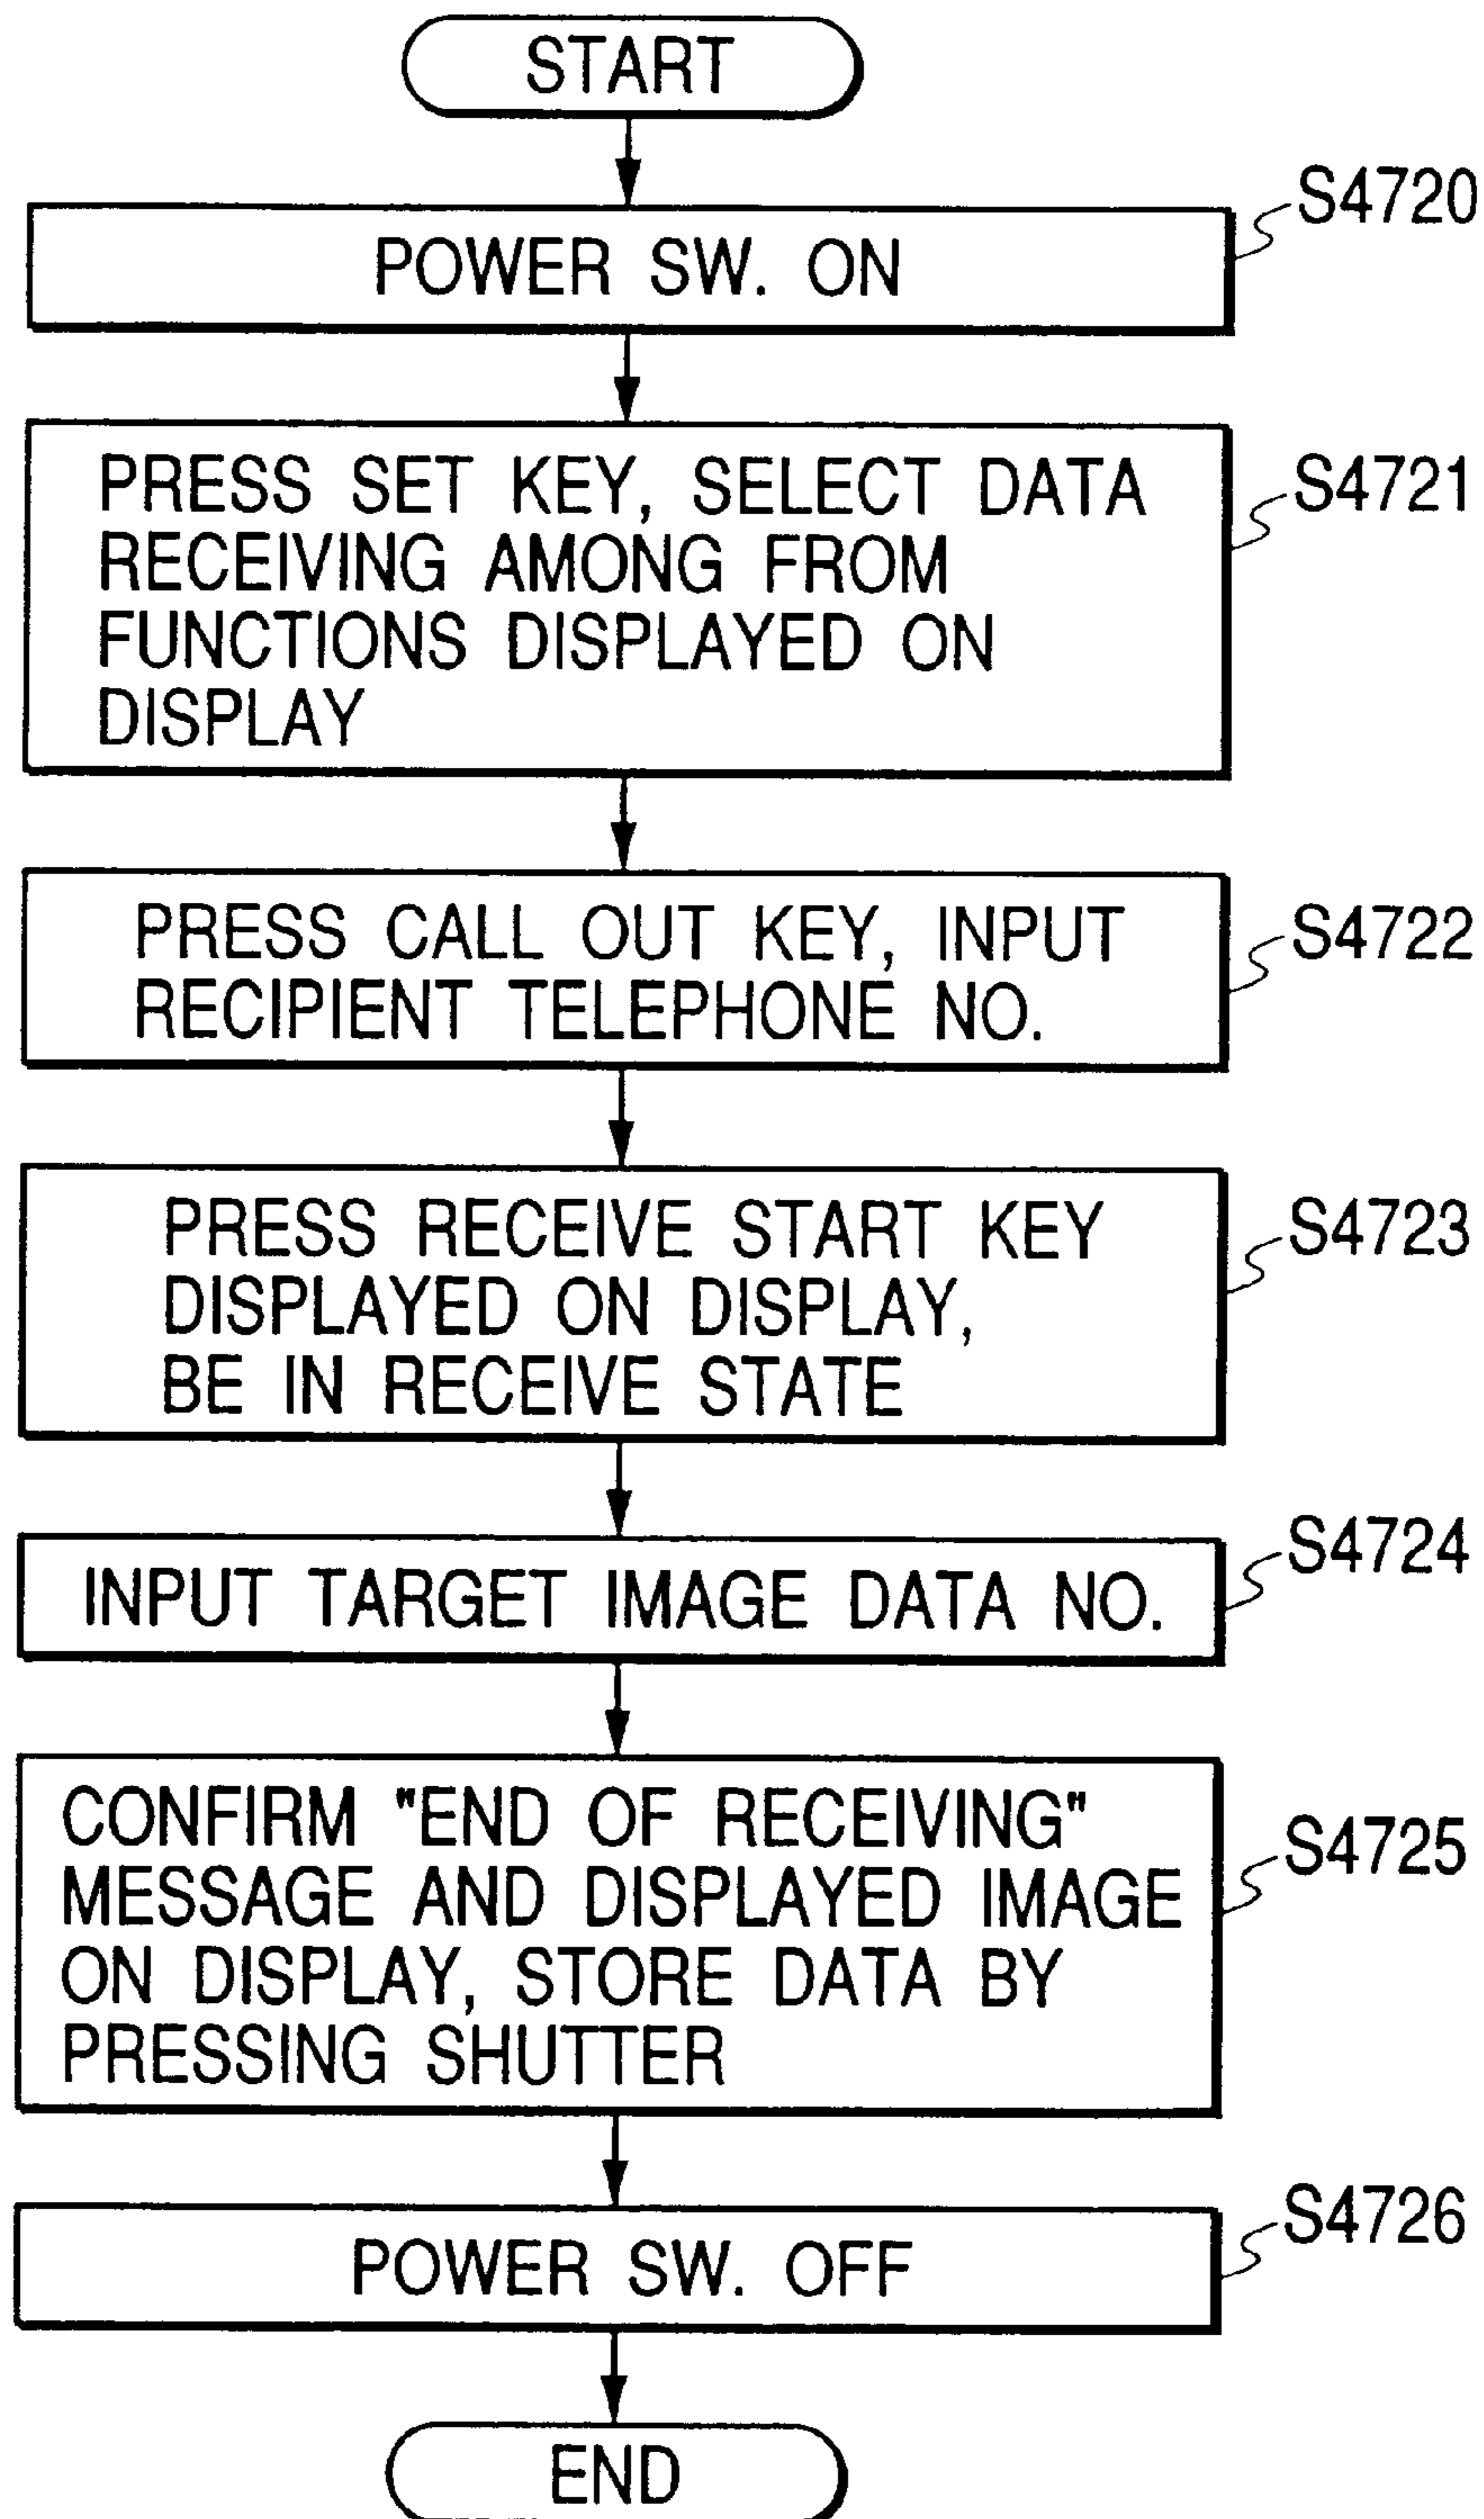 START
S4720
POWER SW. ON
S4721
PRESS SET KEY, SELECT DATA
RECEIVING AMONG FROM
FUNCTIONS DISPLAYED ON
DISPLAY
S4722
PRESS CALL OUT KEY, INPUT
RECIPIENT TELEPHONE NO.
S4723
PRESS RECEIVE START KEY
DISPLAYED ON DISPLAY,
BE IN RECEIVE STATE
S4724
INPUT TARGET IMAGE DATA NO.
S4725
CONFIRM "END OF RECEIVING"
MESSAGE AND DISPLAYED IMAGE
ON DISPLAY, STORE DATA BY
PRESSING SHUTTER
S4726
POWER SW. OFF
END